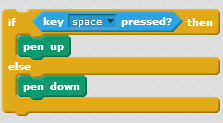 if key space pressed? then
pen up
else
pen down